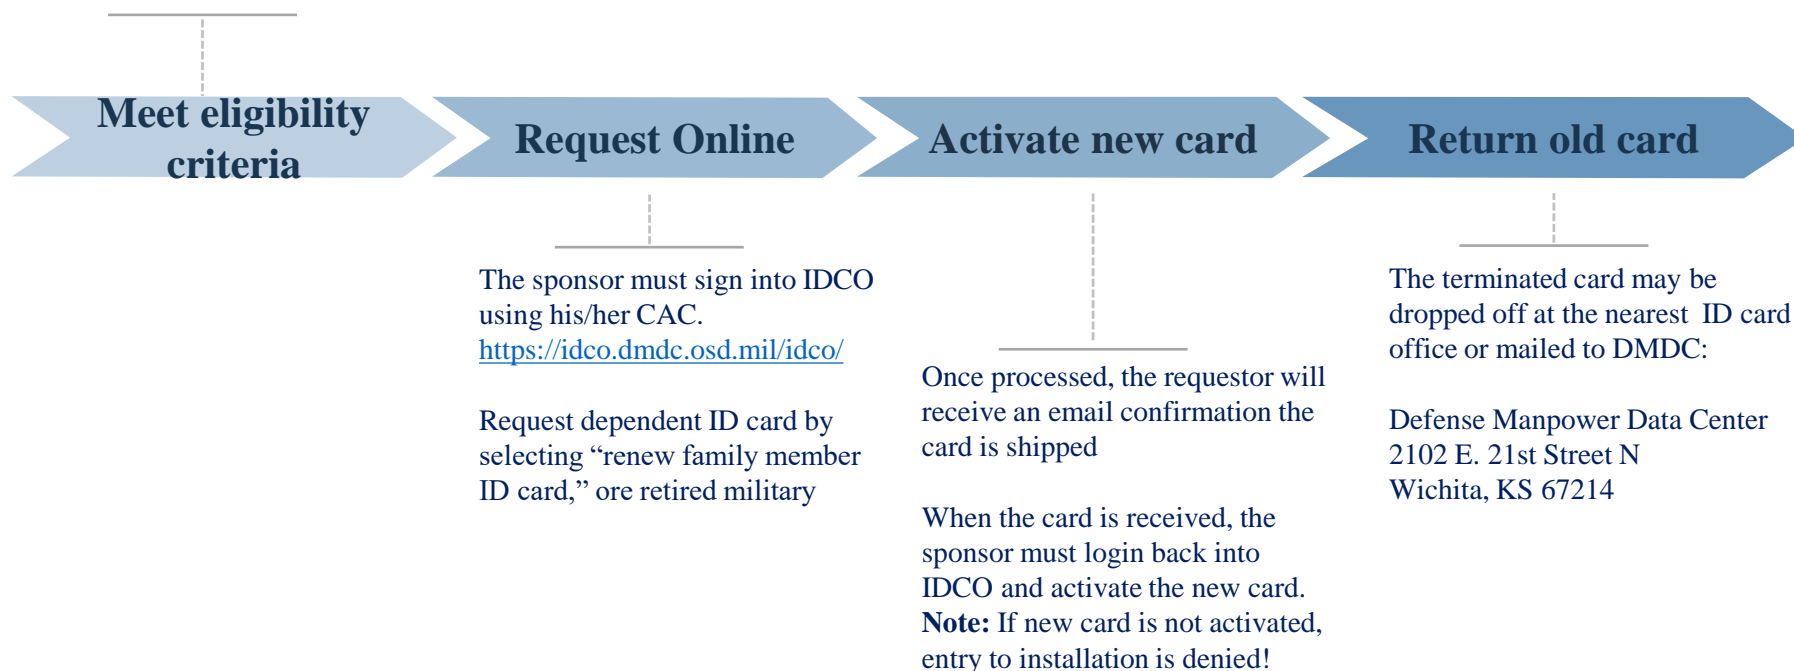 Meet eligibility
criteria
Request Online
Activate new card
Return old card
The sponsor must sign into IDCO
using his/her CAC.
https://idco.dmdc.osd.mil/idco/
Request dependent ID card by
selecting “renew family member
ID card,” ore retired military
Once processed, the requestor will
receive an email confirmation the
card is shipped
When the card is received, the
sponsor must login back into
IDCO and activate the new card.
Note: If new card is not activated,
entry to installation is denied!
The terminated card may be
dropped off at the nearest  ID card
office or mailed to DMDC:
Defense Manpower Data Center
2102 E. 21st Street N
Wichita, KS 67214